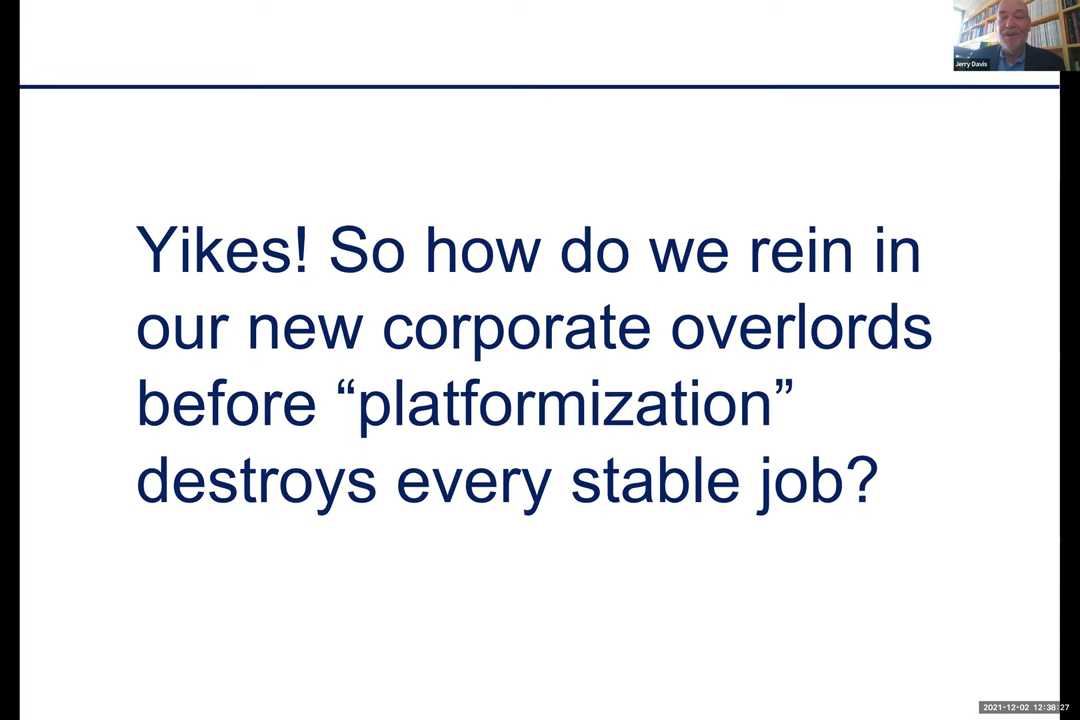 Jerry Davis
Yikes! So how do we rein in
our new corporate overlords
before “platformization”
destroys every stable job?
2021-12-02 12:38:27